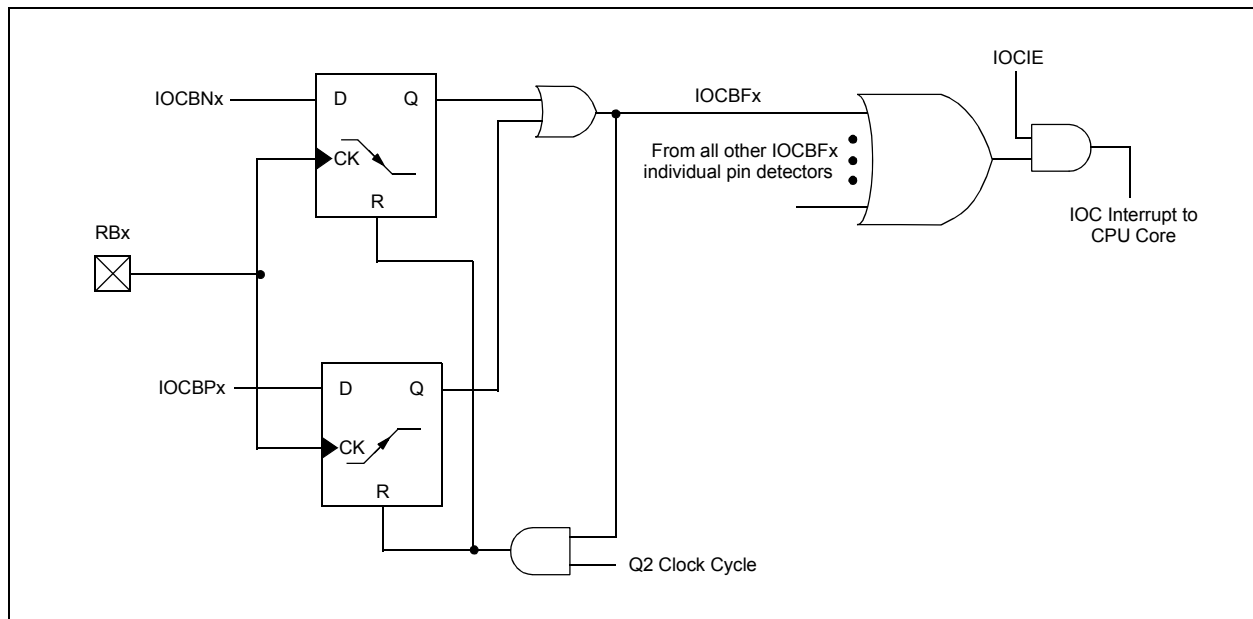 IOCIE
IOCBNx
D
Q
IOCBFx
CK
From all other IOCBFx
individual pin detectors
R
IOC Interrupt to
CPU Core
RBx
IOCBPx
D
Q
CK
R
Q2 Clock Cycle